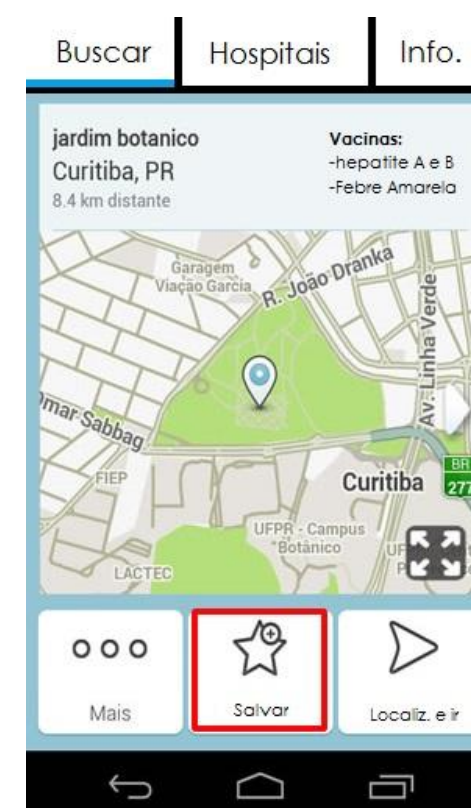 Buscar
Hospitais
Info.
jardim botanico
Curitiba, PR
8.4 km distante
Vacinas:
-hepatite A e B
-Febre Amarela
Garagem
Viação Garcia
R. João Dranka
Av. Linha Verde
mar Sabbag
FIEP
Curitiba
BR
277
UFPR - Campus
"Botânico
LACTEC
Mais
Salvar
Localiz. e ir